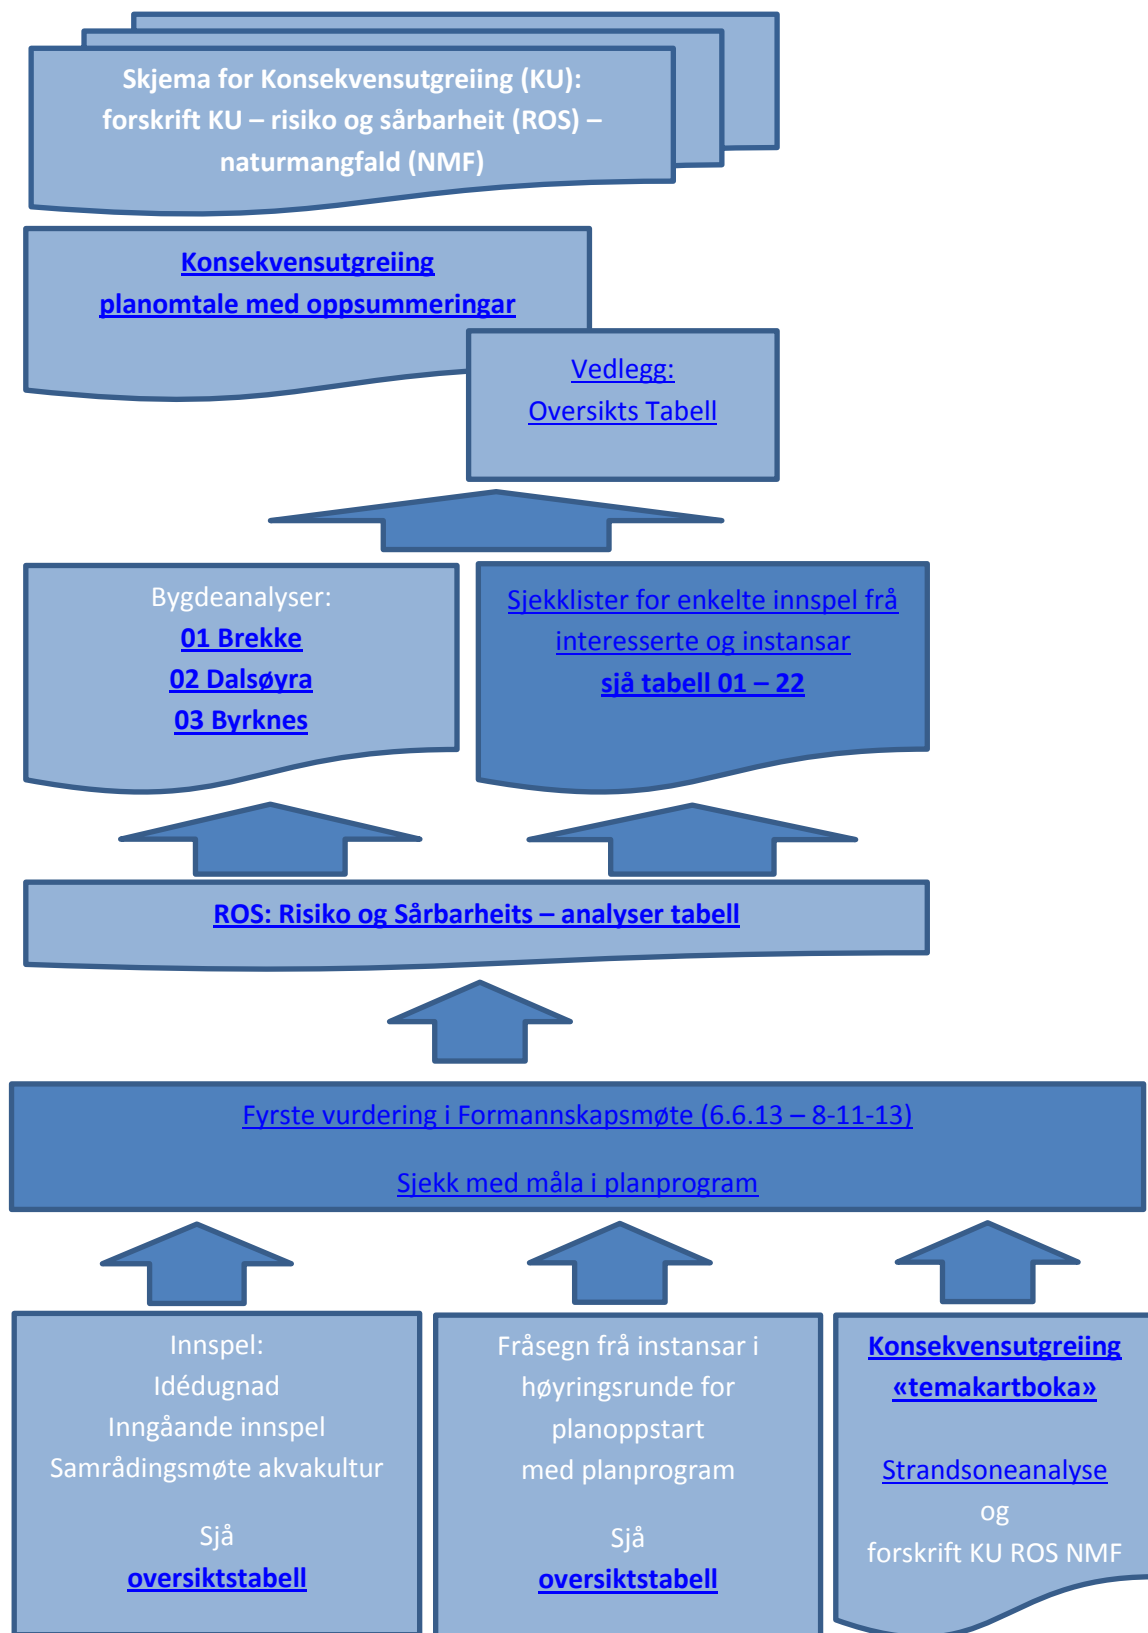 Skjema for Konsekvensutgreiing (KU):
forskrift KU – risiko og sårbarheit (ROS) –
naturmangfald (NMF)
Konsekvensutgreiing
planomtale med oppsummeringar
Vedlegg:
Oversikts Tabell
Bygdeanalyser:
01 Brekke
02 Dalsøyra
03 Byrknes
Sjekklister for enkelte innspel frå
interesserte og instansar
sjå tabell 01 – 22
ROS: Risiko og Sårbarheits – analyser tabell
Fyrste vurdering i Formannskapsmøte (6.6.13 – 8-11-13)
Sjekk med måla i planprogram
Innspel:
Idédugnad
Inngåande innspel
Samrådingsmøte akvakultur
Sjå
oversiktstabell
Fråsegn frå instansar i
høyringsrunde for
planoppstart
med planprogram
Sjå
oversiktstabell
Konsekvensutgreiing
«temakartboka»
Strandsoneanalyse
og
forskrift KU ROS NMF